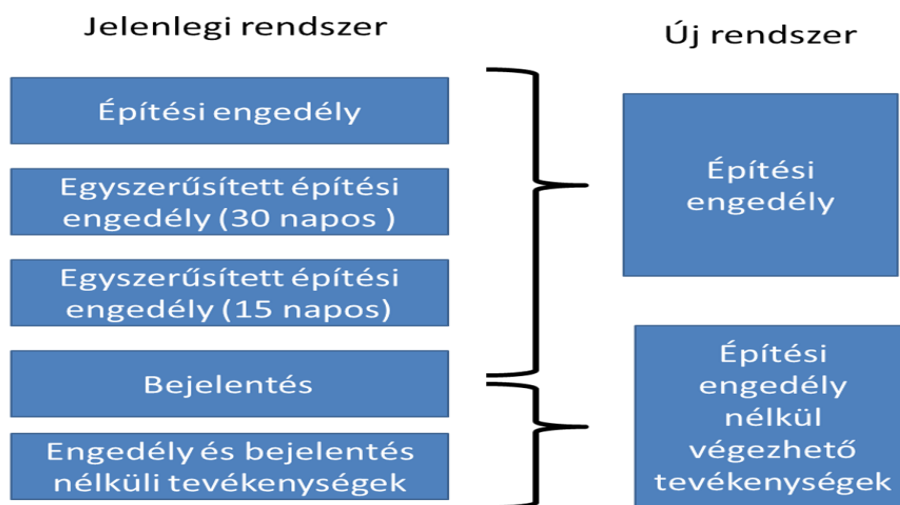 Jelenlegi rendszer
Építési engedély
Egyszerűsített építési
engedély (30 napos )
Egyszerűsített építési
engedély (15 napos)
Bejelentés
Engedély és bejelentés
nélküli tevékenységek
Új rendszer
Építési
engedély
Építési
engedély
nélkül
végezhető
tevékenységek